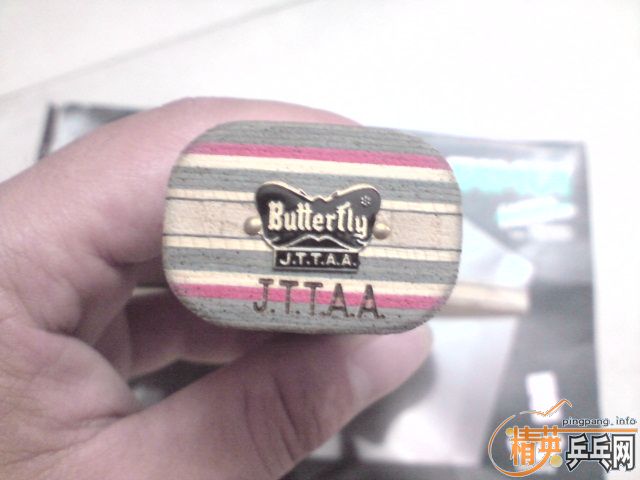 Butterfly
®
J.T.T.A.A.
J.T.T.A.A.
pingpang.info
精英乒乓网